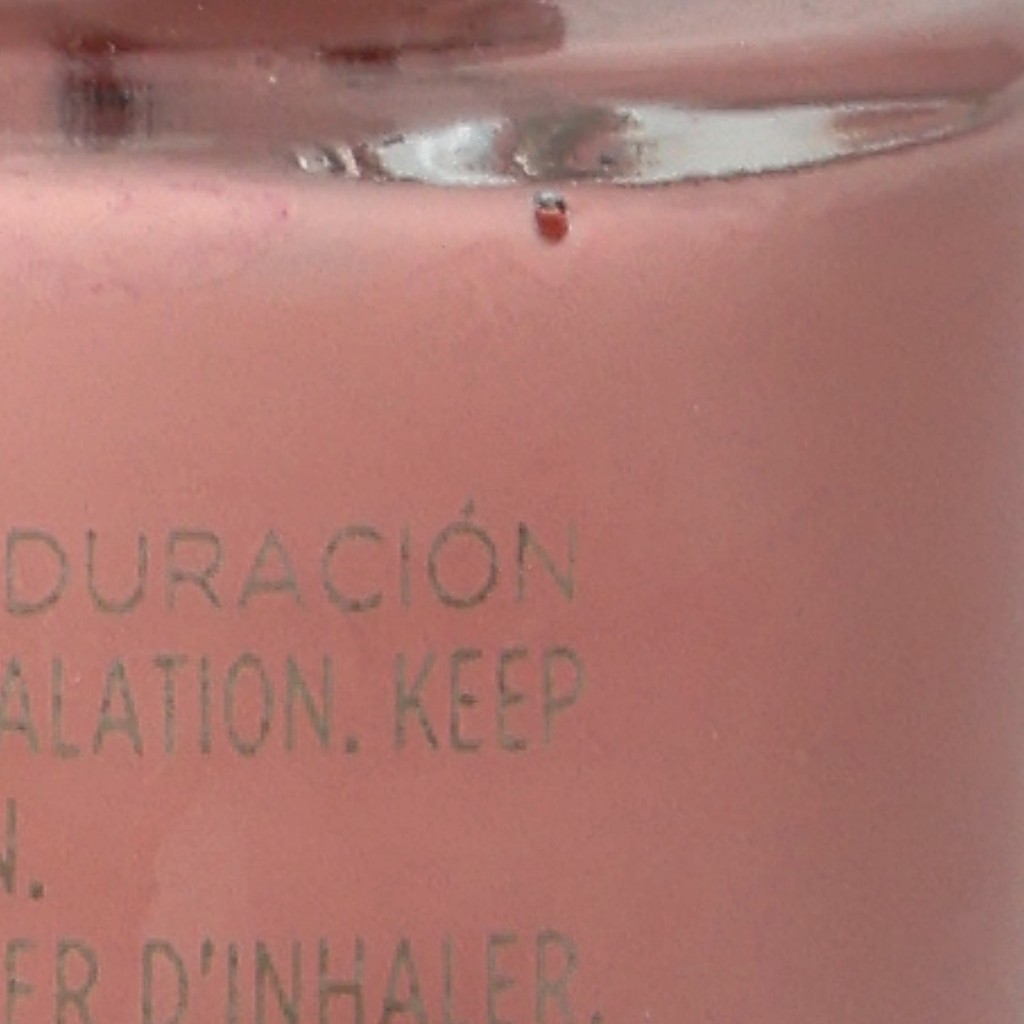 DURACIÓN
ALATION. KEEP
N.
ER D'INHALER.